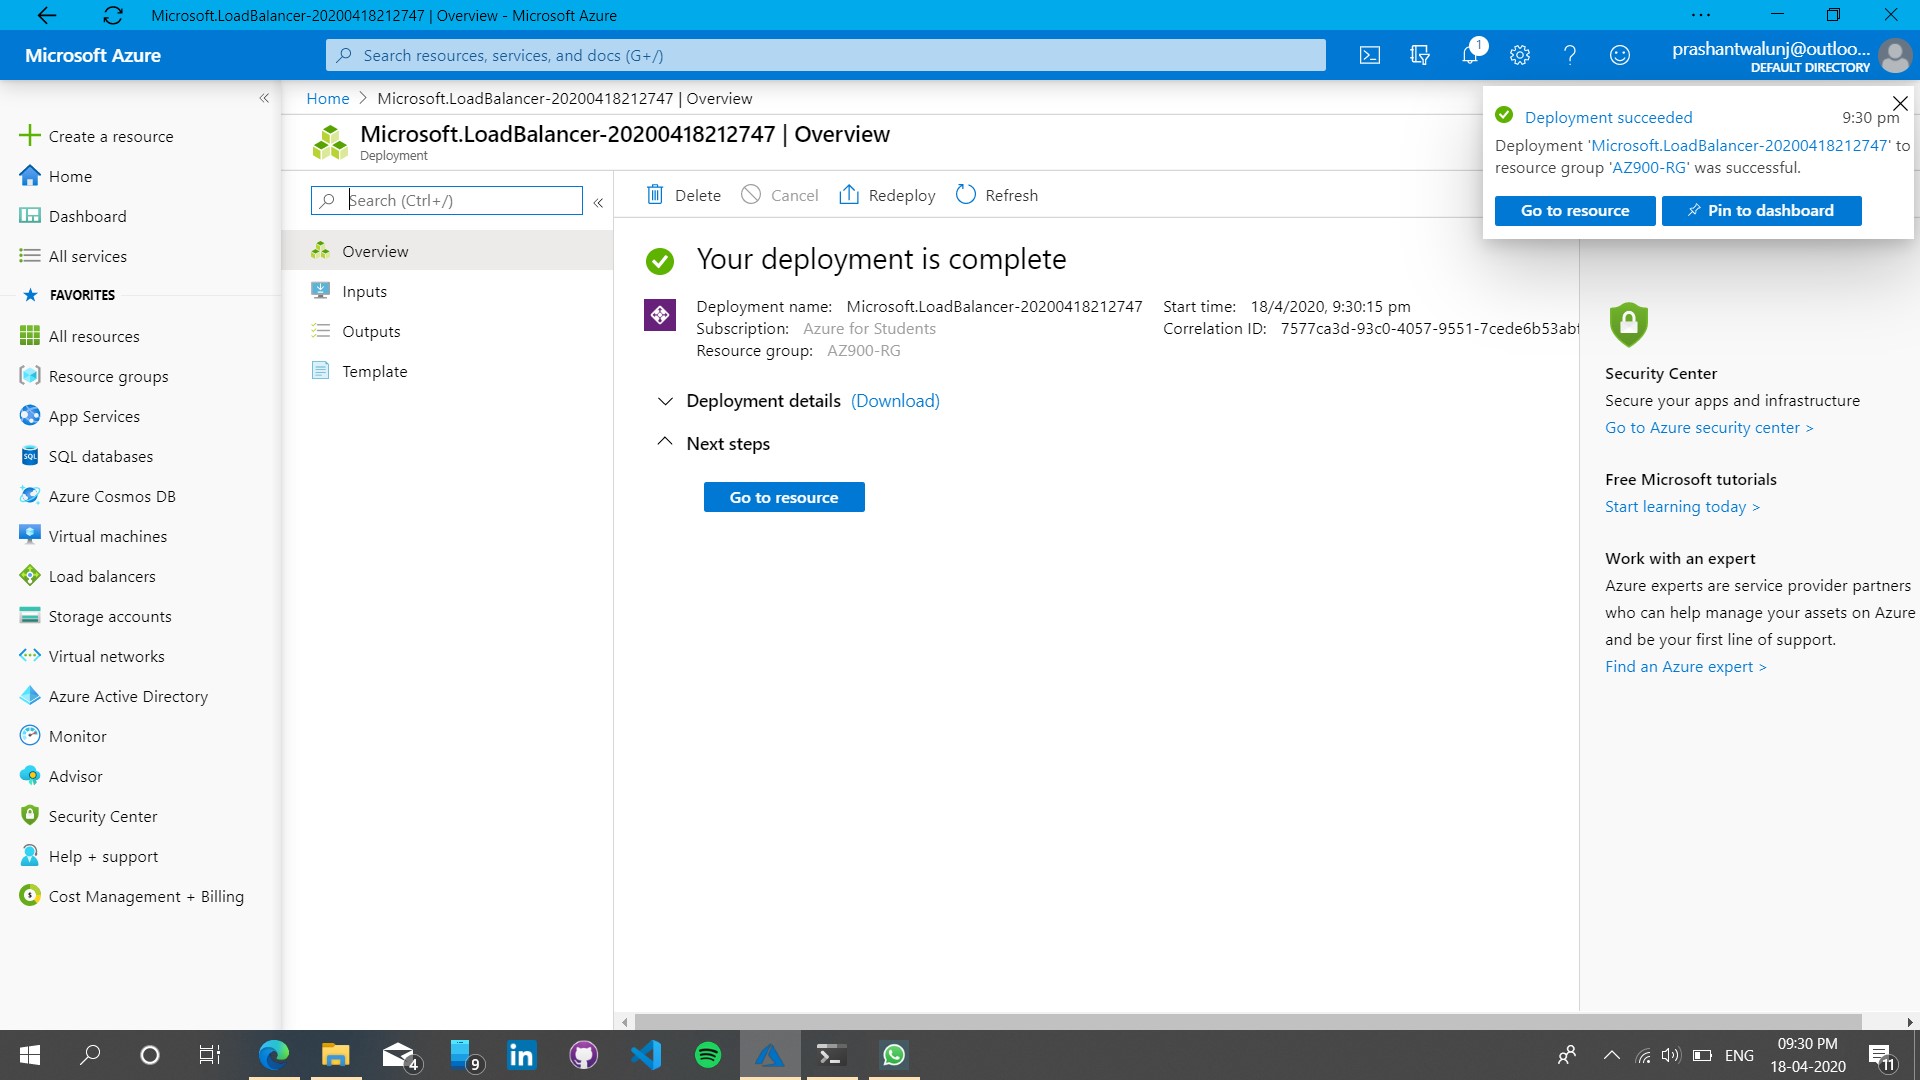 Microsoft.LoadBalancer-20200418212747 | Overview - Microsoft Azure
Microsoft Azure
Search resources, services, and docs (G+/)
1
prashantwalunj@outloo...
DEFAULT DIRECTORY
Create a resource
Home
Dashboard
All services
FAVORITES
All resources
Resource groups
App Services
SQL databases
Azure Cosmos DB
Virtual machines
Load balancers
Storage accounts
Virtual networks
Azure Active Directory
Monitor
Advisor
Security Center
Help + support
Cost Management + Billing
Home > Microsoft.LoadBalancer-20200418212747 | Overview
Microsoft.LoadBalancer-20200418212747 | Overview
Deployment
Search (Ctrl+/)
Overview
Inputs
Outputs
Template
Delete Cancel Redeploy Refresh
Your deployment is complete
Deployment name: Microsoft.LoadBalancer-20200418212747
Subscription: Azure for Students
Resource group: AZ900-RG
Start time: 18/4/2020, 9:30:15 pm
Correlation ID: 7577ca3d-93c0-4057-9551-7cede6b53abf
Deployment details (Download)
Next steps
Go to resource
Deployment succeeded 9:30 pm
Deployment 'Microsoft.LoadBalancer-20200418212747' to
resource group 'AZ900-RG' was successful.
Go to resource Pin to dashboard
Security Center
Secure your apps and infrastructure
Go to Azure security center >
Free Microsoft tutorials
Start learning today >
Work with an expert
Azure experts are service provider partners
who can help manage your assets on Azure
and be your first line of support.
Find an Azure expert >
4
9
ENG
09:30 PM
18-04-2020
11